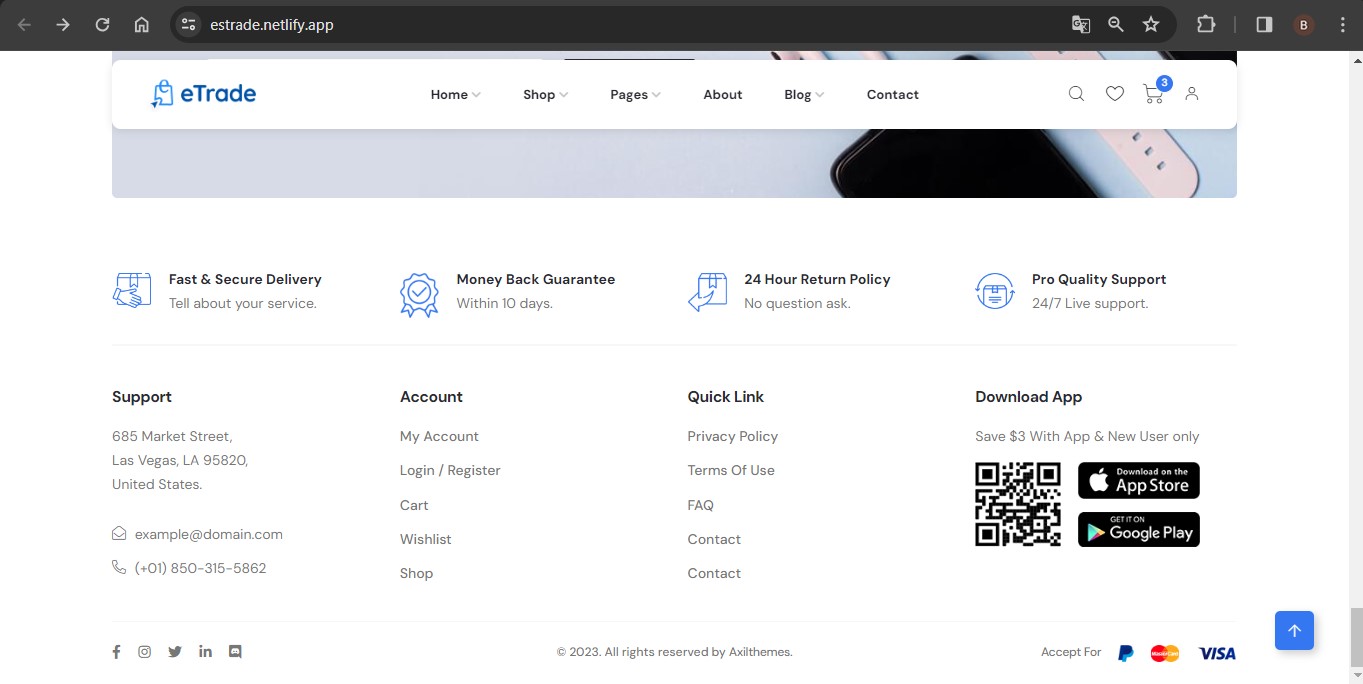 estrade.netlify.app
B
eTrade
Home
Shop
Pages
About
Blog
Contact
3
Fast & Secure Delivery
Tell about your service.
Money Back Guarantee
Within 10 days.
24 Hour Return Policy
No question ask.
Pro Quality Support
24/7 Live support.
Support
685 Market Street,
Las Vegas, LA 95820,
United States.
example@domain.com
(+01) 850-315-5862
Account
My Account
Login / Register
Cart
Wishlist
Shop
Quick Link
Privacy Policy
Terms Of Use
FAQ
Contact
Contact
Download App
Save $3 With App & New User only
Download on the
App Store
GET IT ON
Google Play
© 2023. All rights reserved by Axilthemes.
Accept For
MasterCard
VISA